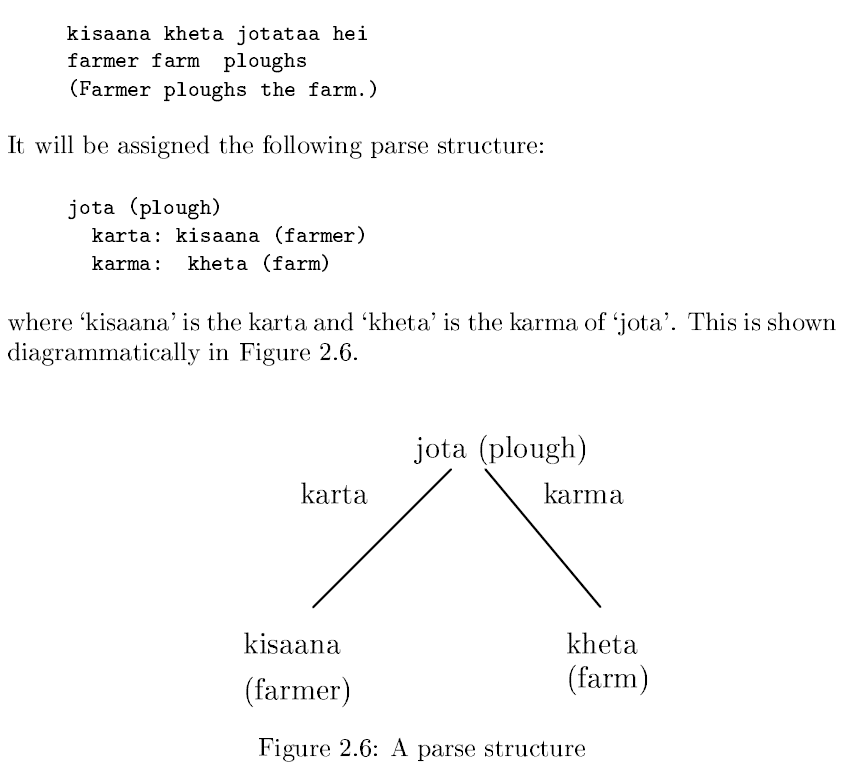 kisaana kheta jotataa hei
farmer farm  ploughs
(Farmer ploughs the farm.)
It will be assigned the following parse structure:
jota (plough)
karta: kisaana (farmer)
karma:  kheta (farm)
where ‘kisaana’ is the karta and ‘kheta’ is the karma of ‘jota’. This is shown
diagrammatically in Figure 2.6.
jota (plough)
karta karma
kisaana kheta
(farmer) (farm)
Figure 2.6: A parse structure